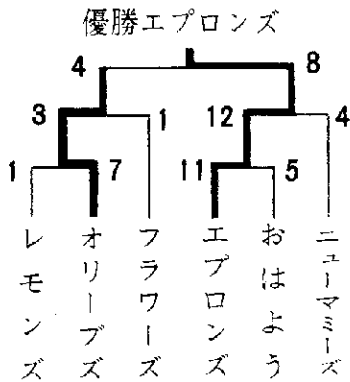 優勝エプロンズ
4 8
3 1 12 4
1 7 11 5
レモンズ
オリーブズ
フラワーズ
エプロンズ
おはよう
ニューマミーズ